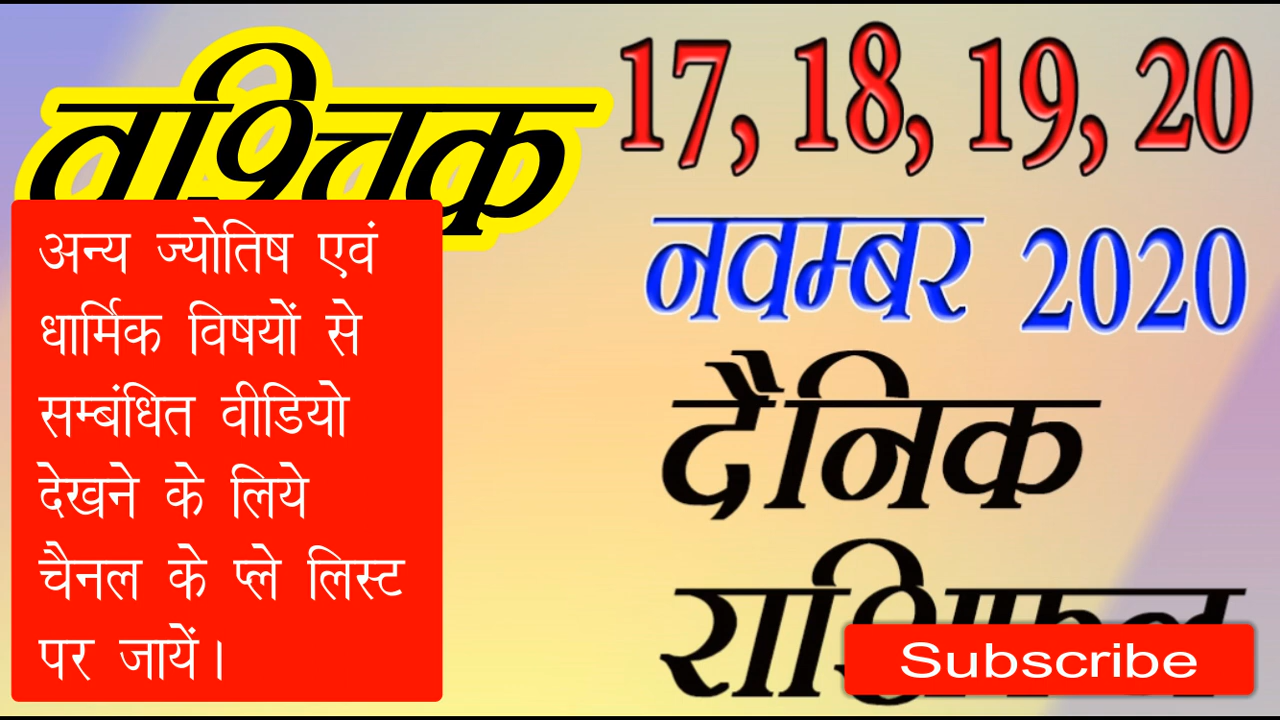 वृश्चिक
17, 18, 19, 20
नवम्बर 2020
दैनिक
राशिफल
अन्य ज्योतिष एवं
धार्मिक विषयों से
सम्बंधित वीडियो
देखने के लिये
चैनल के प्ले लिस्ट
पर जायें।
Subscribe